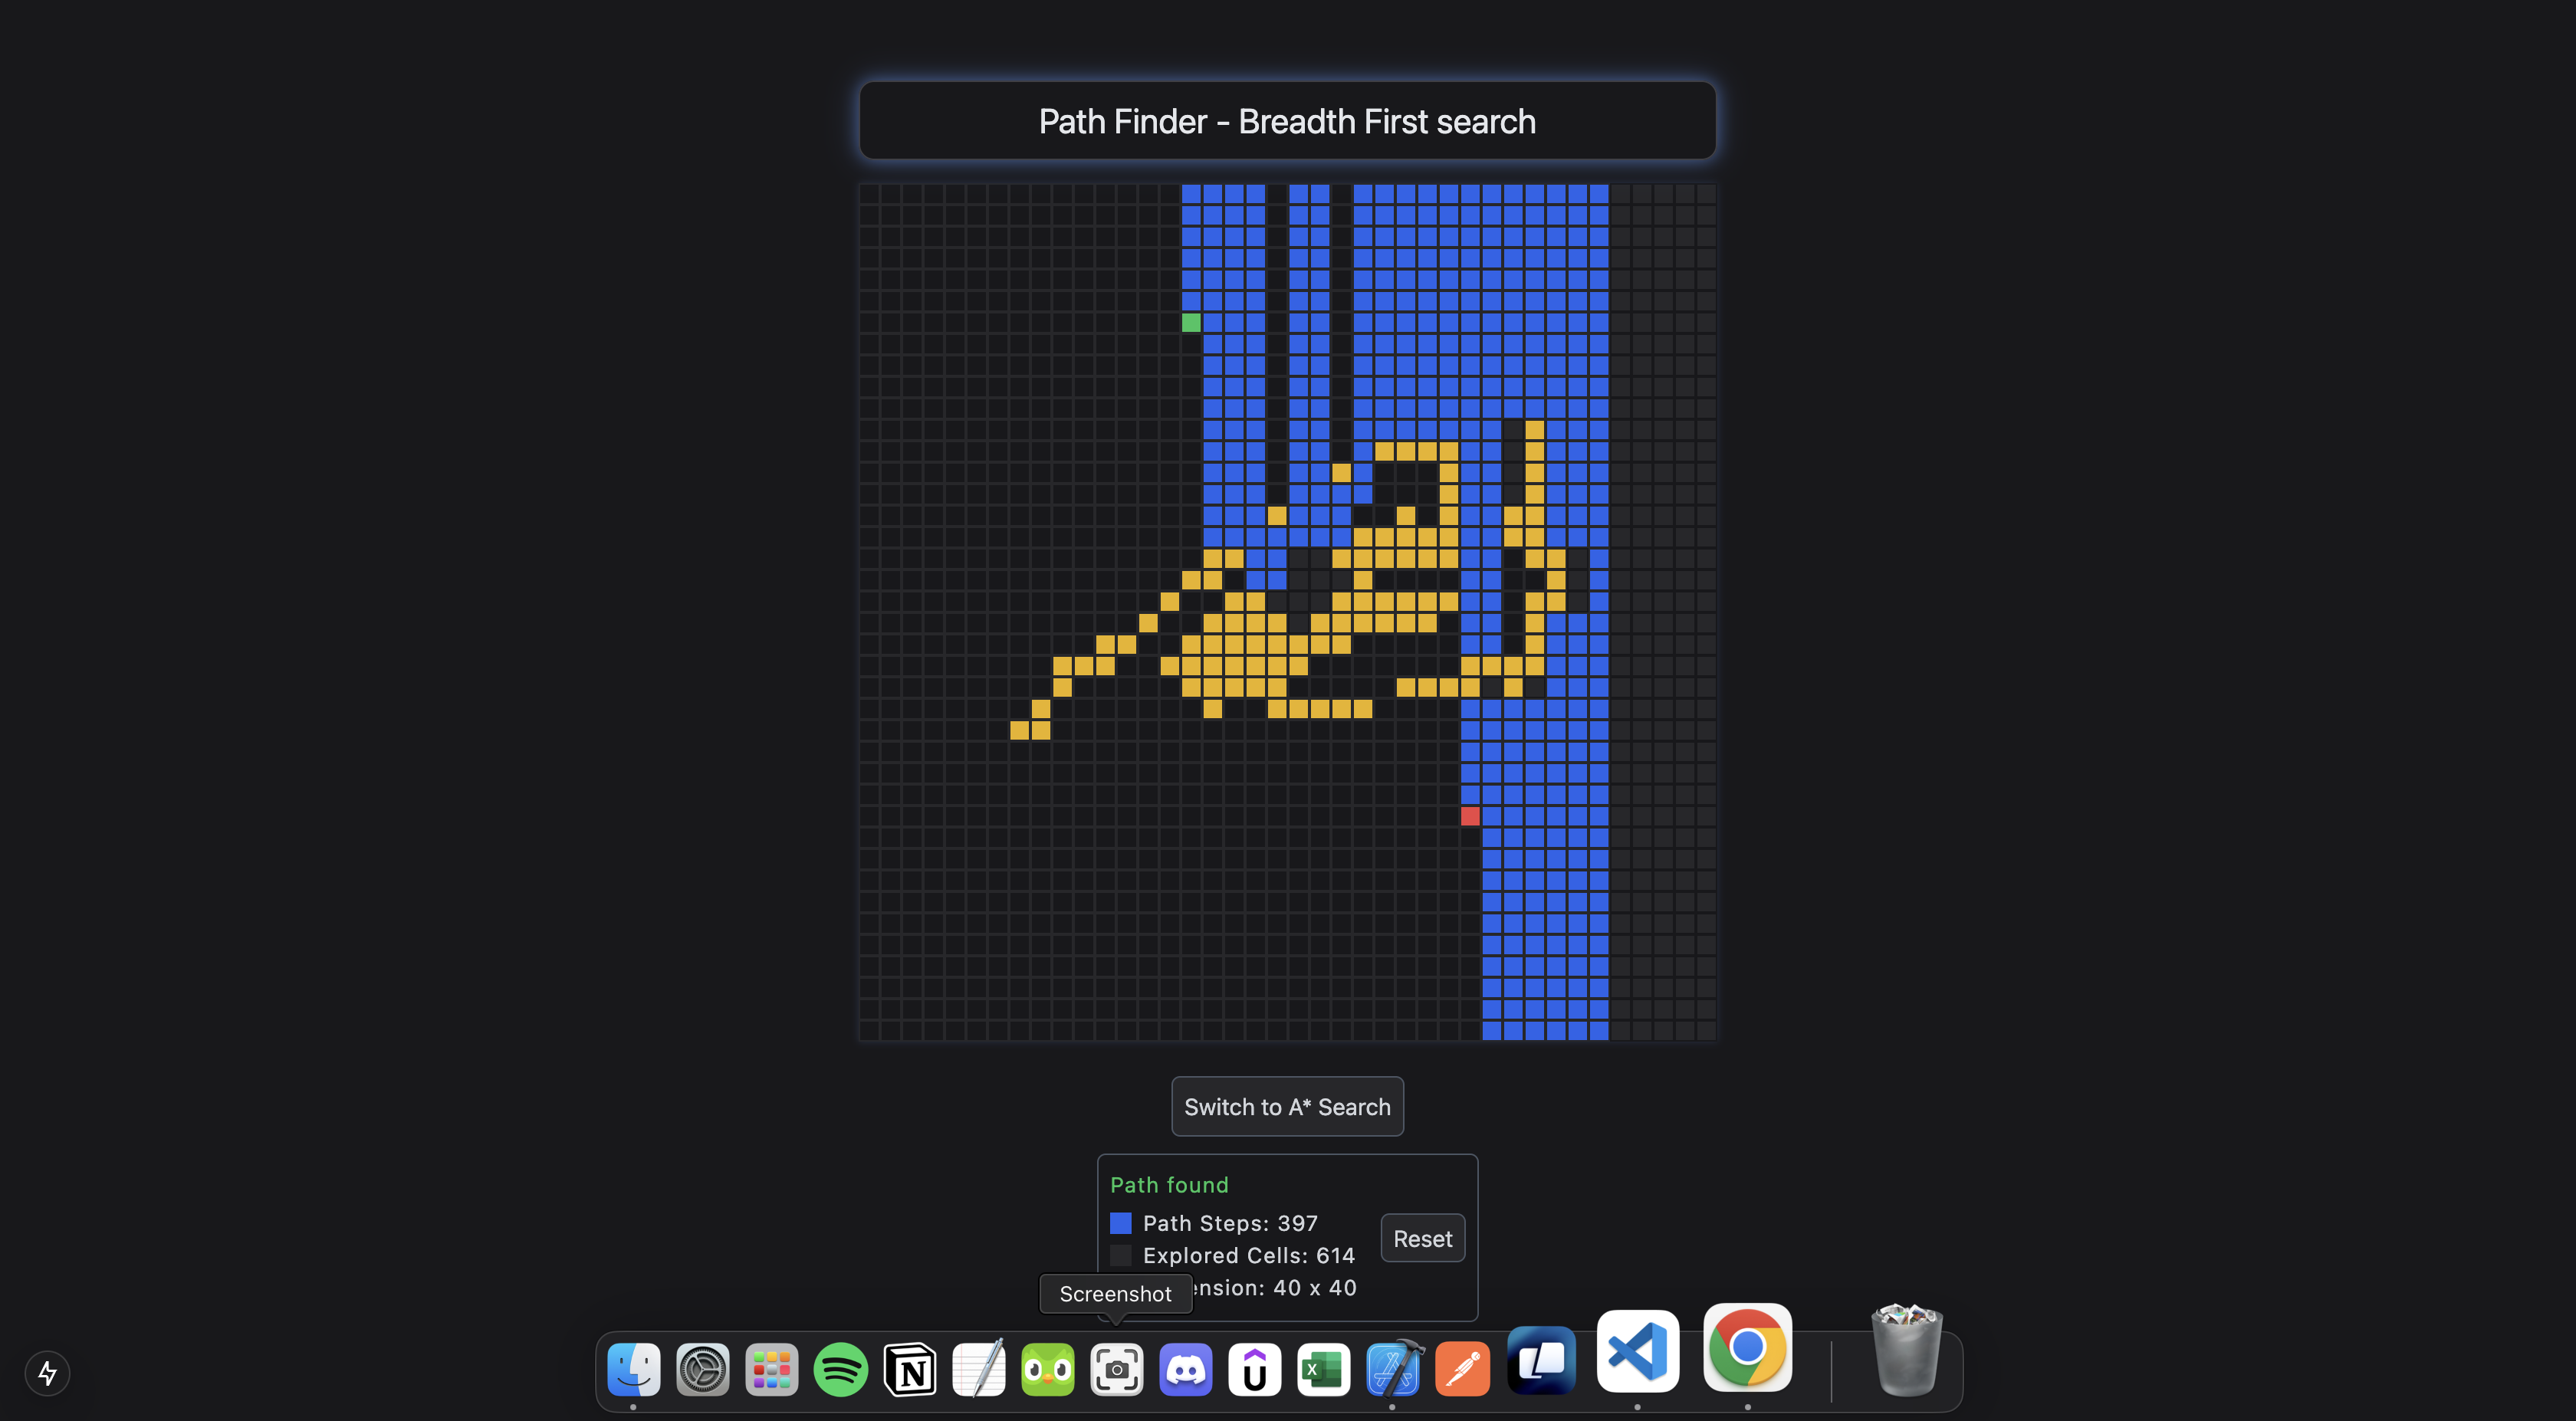 Path Finder - Breadth First search
Switch to A* Search
Path found
Path Steps: 397
Explored Cells: 614
Reset
ension: 40 x 40
Screenshot